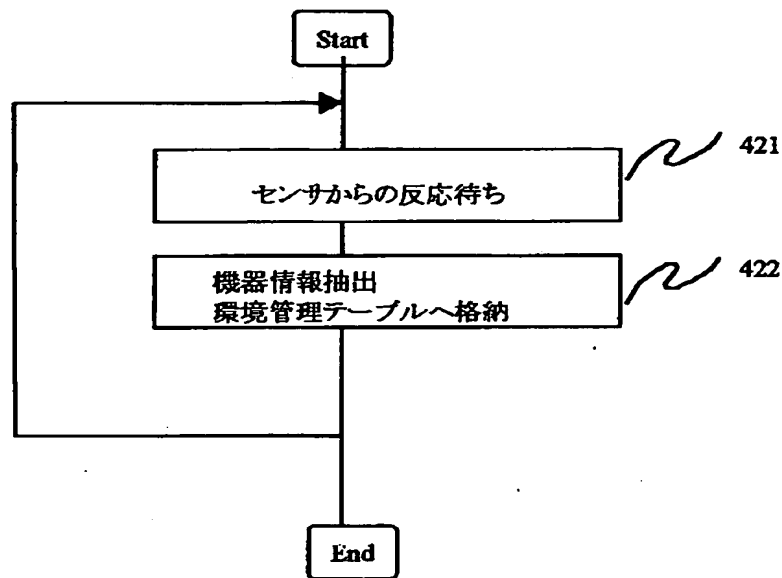 Start
421
センサからの反応待ち
422
機器情報抽出
環境管理テーブルへ格納
End